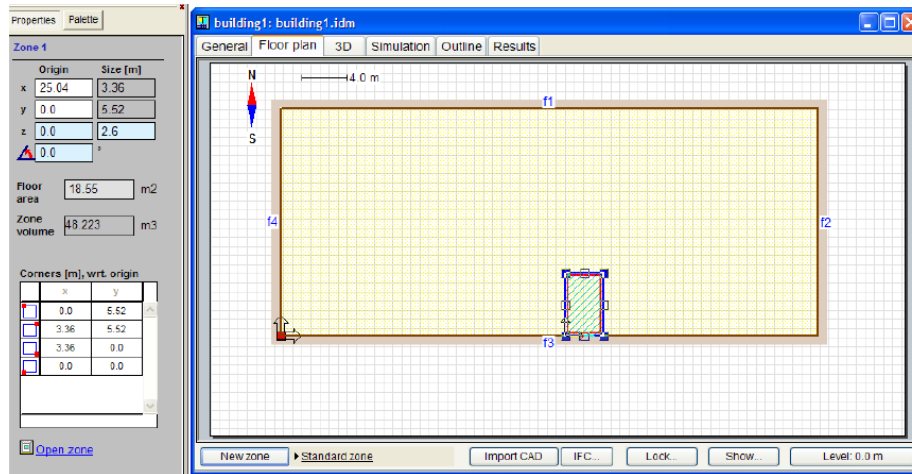 Properties Palette
Zone 1
Origin Size [m]
x 25.04 3.36
y 0.0 5.52
z 0.0 2.6
0.0 °
Floor area 18.55 m2
Zone volume 48.223 m3
Corners [m], wrt. origin
x y
0.0 5.52
3.36 5.52
3.36 0.0
0.0 0.0
Open zone
building1: building1.idm
General Floor plan 3D Simulation Outline Results
N 4.0 m
S
f1
f4 f2
f3
New zone Standard zone Import CAD IFC... Lock... Show... Level: 0.0 m